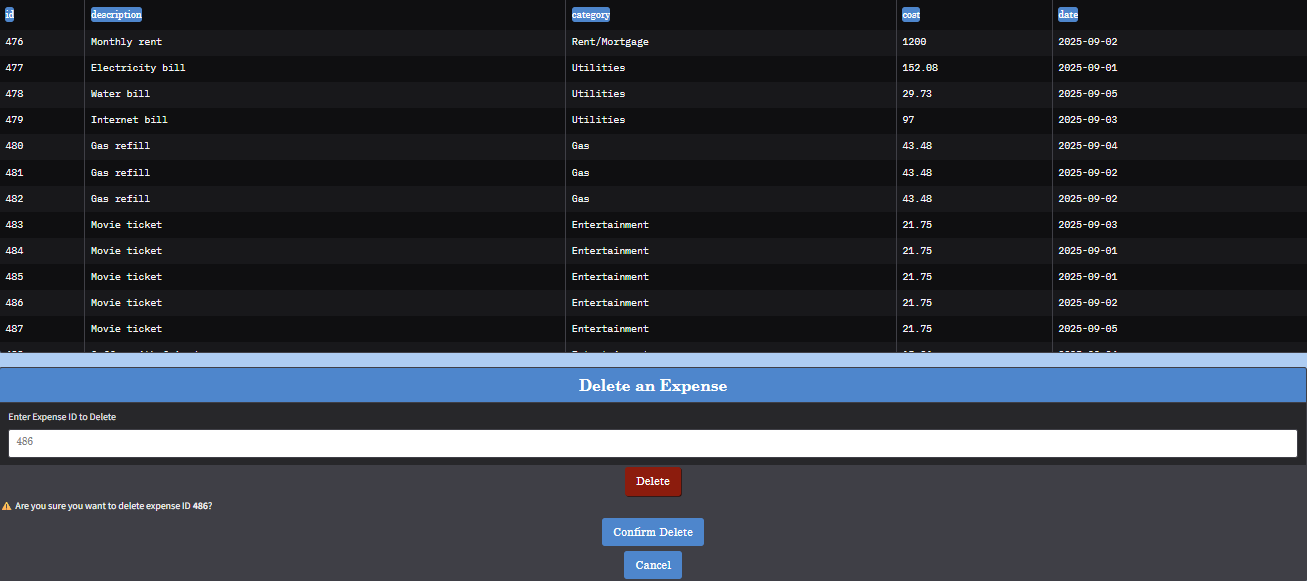 id description category cost date
476 Monthly rent Rent/Mortgage 1200 2025-09-02
477 Electricity bill Utilities 152.08 2025-09-01
478 Water bill Utilities 29.73 2025-09-05
479 Internet bill Utilities 97 2025-09-03
480 Gas refill Gas 43.48 2025-09-04
481 Gas refill Gas 43.48 2025-09-02
482 Gas refill Gas 43.48 2025-09-02
483 Movie ticket Entertainment 21.75 2025-09-03
484 Movie ticket Entertainment 21.75 2025-09-01
485 Movie ticket Entertainment 21.75 2025-09-01
486 Movie ticket Entertainment 21.75 2025-09-02
487 Movie ticket Entertainment 21.75 2025-09-05
Delete an Expense
Enter Expense ID to Delete
486
Delete
⚠ Are you sure you want to delete expense ID 486?
Confirm Delete
Cancel